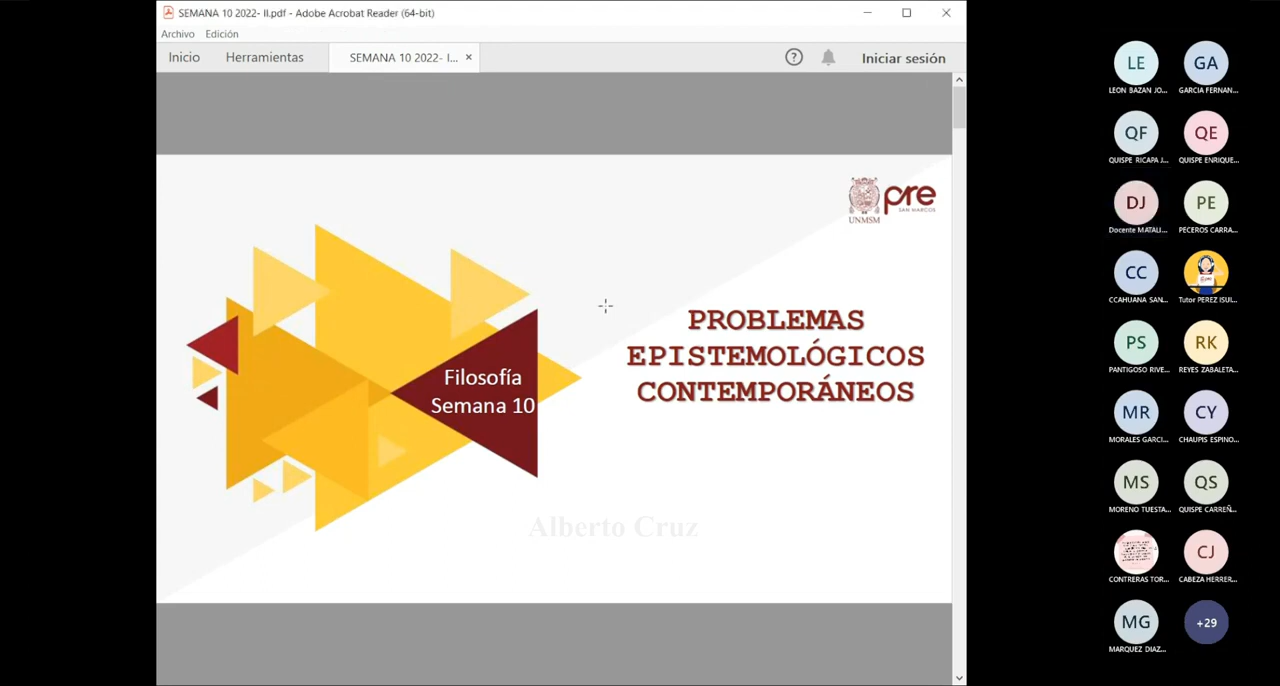 SEMANA 10 2022- II.pdf - Adobe Acrobat Reader (64-bit)
Archivo Edición
Inicio Herramientas SEMANA 10 2022- I... × ? Iniciar sesión
UNMSM
pre
SAN MARCOS
PROBLEMAS
EPISTEMOLÓGICOS
CONTEMPORÁNEOS
Filosofía
Semana 10
Alberto Cruz
LE GA
LEON BAZAN JO... GARCIA FERNAN...
QF QE
QUISPE RICAPA J... QUISPE ENRIQUE...
DJ PE
Docente MATALI... PECEROS CARRA...
CC
CCAHUANA SAN... Tutor PEREZ ISUI...
PS RK
PANTIGOSO RIVE... REYES ZABALETA...
MR CY
MORALES GARCI... CHAUPIS ESPINO...
MS QS
MORENO TUESTA... QUISPE CARREÑ...
CJ
CONTRERAS TOR... CABEZA HERRER...
MG +29
MARQUEZ DIAZ...